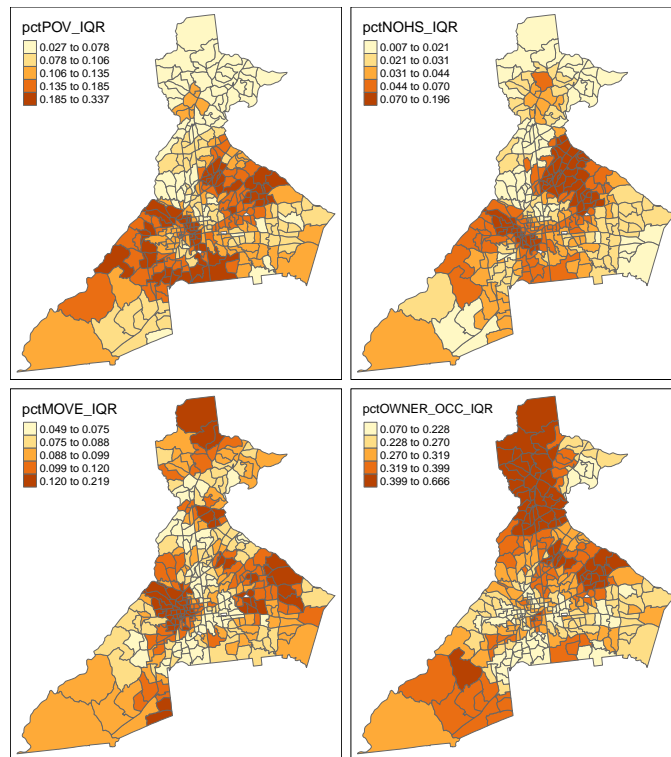 pctPOV_IQR
0.027 to 0.078
0.078 to 0.106
0.106 to 0.135
0.135 to 0.185
0.185 to 0.337
pctNOHS_IQR
0.007 to 0.021
0.021 to 0.031
0.031 to 0.044
0.044 to 0.070
0.070 to 0.196
pctMOVE_IQR
0.049 to 0.075
0.075 to 0.088
0.088 to 0.099
0.099 to 0.120
0.120 to 0.219
pctOWNER_OCC_IQR
0.070 to 0.228
0.228 to 0.270
0.270 to 0.319
0.319 to 0.399
0.399 to 0.666